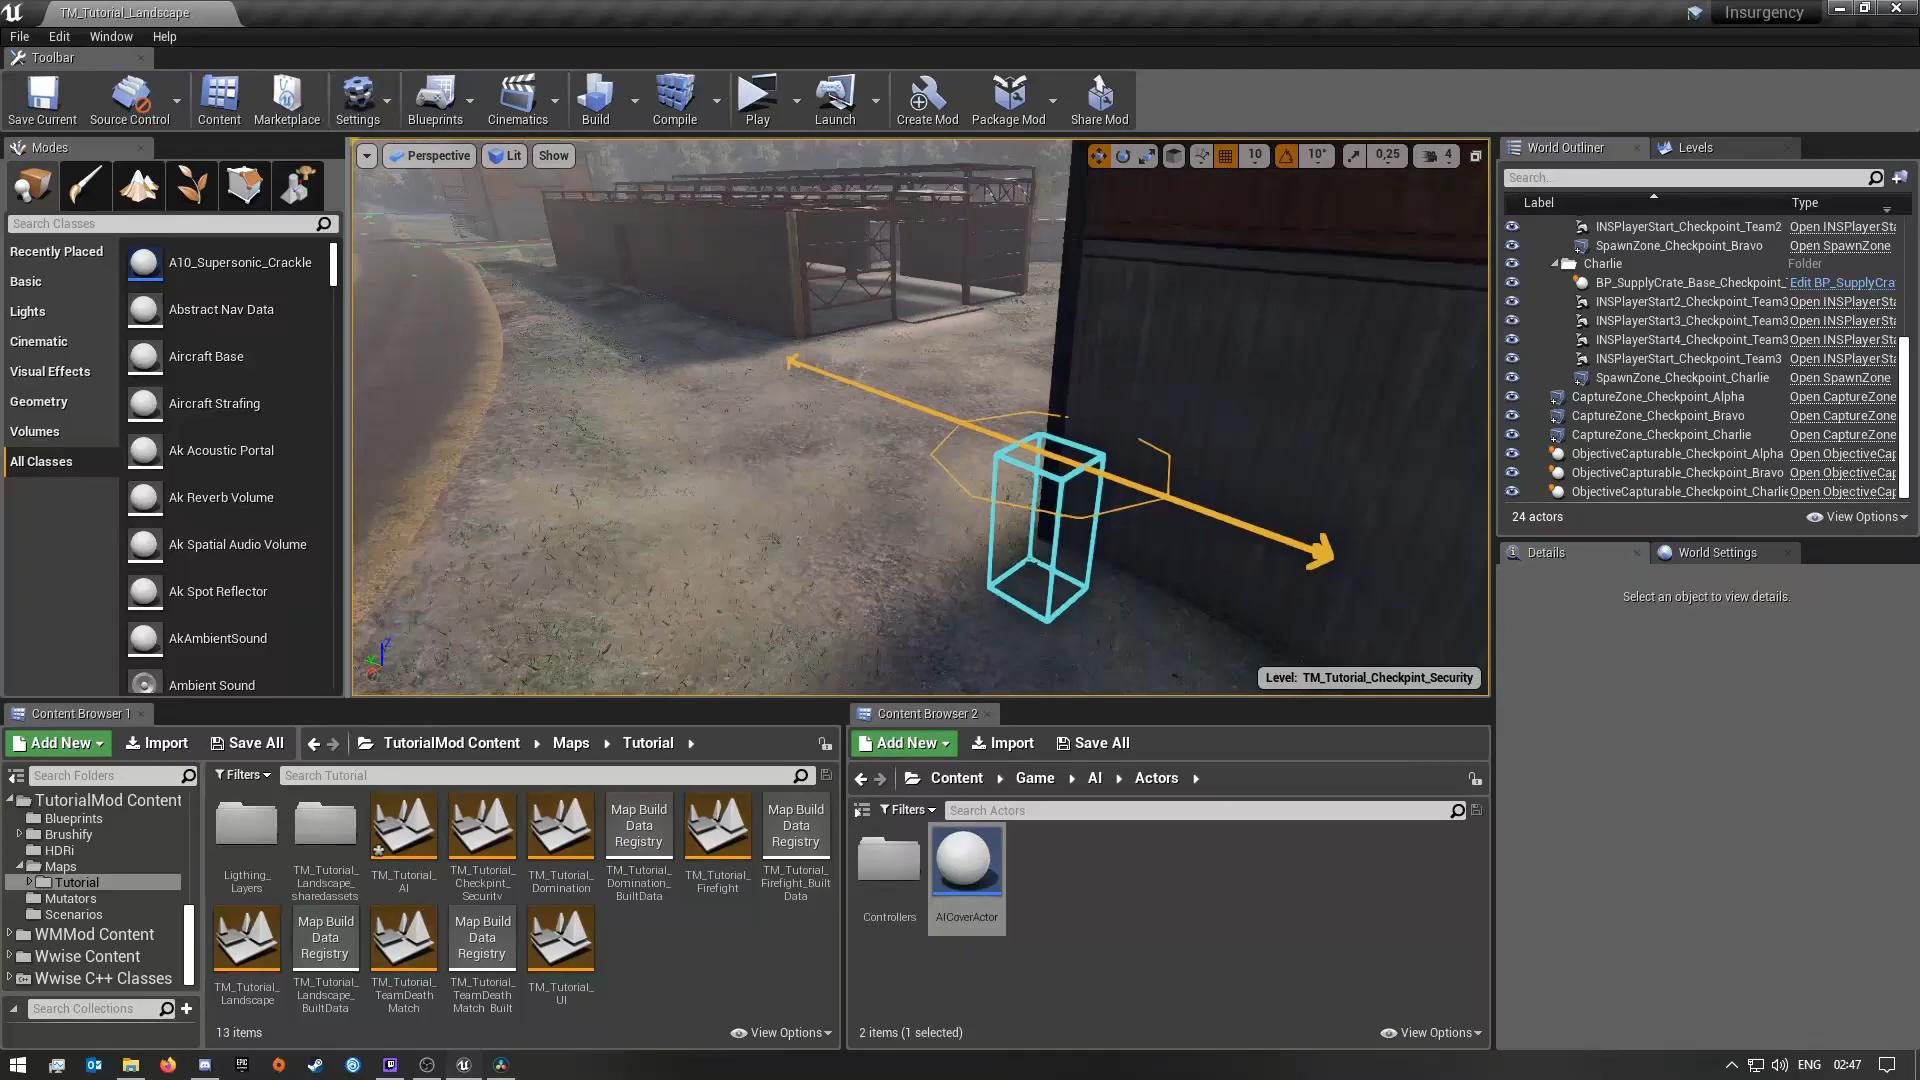 TM_Tutorial_Landscape
Insurgency
File Edit Window Help
Toolbar
Save Current Source Control Content Marketplace Settings Blueprints Cinematics Build Compile Play Launch Create Mod Package Mod Share Mod
Modes
Search Classes
Recently Placed
Basic
Lights
Cinematic
Visual Effects
Geometry
Volumes
All Classes
A10_Supersonic_Crackle
Abstract Nav Data
Aircraft Base
Aircraft Strafing
Ak Acoustic Portal
Ak Reverb Volume
Ak Spatial Audio Volume
Ak Spot Reflector
AkAmbientSound
Ambient Sound
Perspective Lit Show
10 10° 0,25 4
Z
Level: TM_Tutorial_Checkpint_Security
World Outliner Levels
Search...
Label Type
INSPlayerStart_Checkpoint_Team2 Open INSPlayerSta
SpawnZone_Checkpoint_Bravo Open SpawnZone
Charlie Folder
BP_SupplyCrate_Base_Checkpoint_ Edit BP_SupplyCra
INSPlayerStart2_Checkpoint_Team3 Open INSPlayerSta
INSPlayerStart3_Checkpoint_Team3 Open INSPlayerSta
INSPlayerStart4_Checkpoint_Team3 Open INSPlayerSta
INSPlayerStart_Checkpoint_Team3 Open INSPlayerSta
SpawnZone_Checkpoint_Charlie Open SpawnZone
CaptureZone_Checkpoint_Alpha Open CaptureZone
CaptureZone_Checkpoint_Bravo Open CaptureZone
CaptureZone_Checkpoint_Charlie Open CaptureZone
ObjectiveCapturable_Checkpoint_Alpha Open ObjectiveCap
ObjectiveCapturable_Checkpoint_Bravo Open ObjectiveCap
ObjectiveCapturable_Checkpoint_Charlie Open ObjectiveCap
24 actors View Options
Details World Settings
Select an object to view details.
Content Browser 1
Add New Import Save All TutorialMod Content Maps Tutorial
Search Folders
TutorialMod Content
Blueprints
Brushify
HDRi
Maps
Tutorial
Mutators
Scenarios
WMMod Content
Wwise Content
Wwise C++ Classes
Search Collections
Filters Search Tutorial
Map Build Data Registry
Map Build Data Registry
Ligthing_ Layers
TM_Tutorial_ Landscape_ sharedassets
TM_Tutorial_ AI
TM_Tutorial_ Checkpint_ Security
TM_Tutorial_ Domination
TM_Tutorial_ Domination_ BuiltData
TM_Tutorial_ Firefight
TM_Tutorial_ Firefight_Built Data
Map Build Data Registry
Map Build Data Registry
TM_Tutorial_ Landscape
TM_Tutorial_ Landscape_ BuiltData
TM_Tutorial_ TeamDeath Match
TM_Tutorial_ TeamDeath Match_Built
TM_Tutorial_ UI
13 items View Options
Content Browser 2
Add New Import Save All
Content Game AI Actors
Filters Search Actors
Controllers
AICoverActor
2 items (1 selected) View Options
EPIC
ENG 02:47